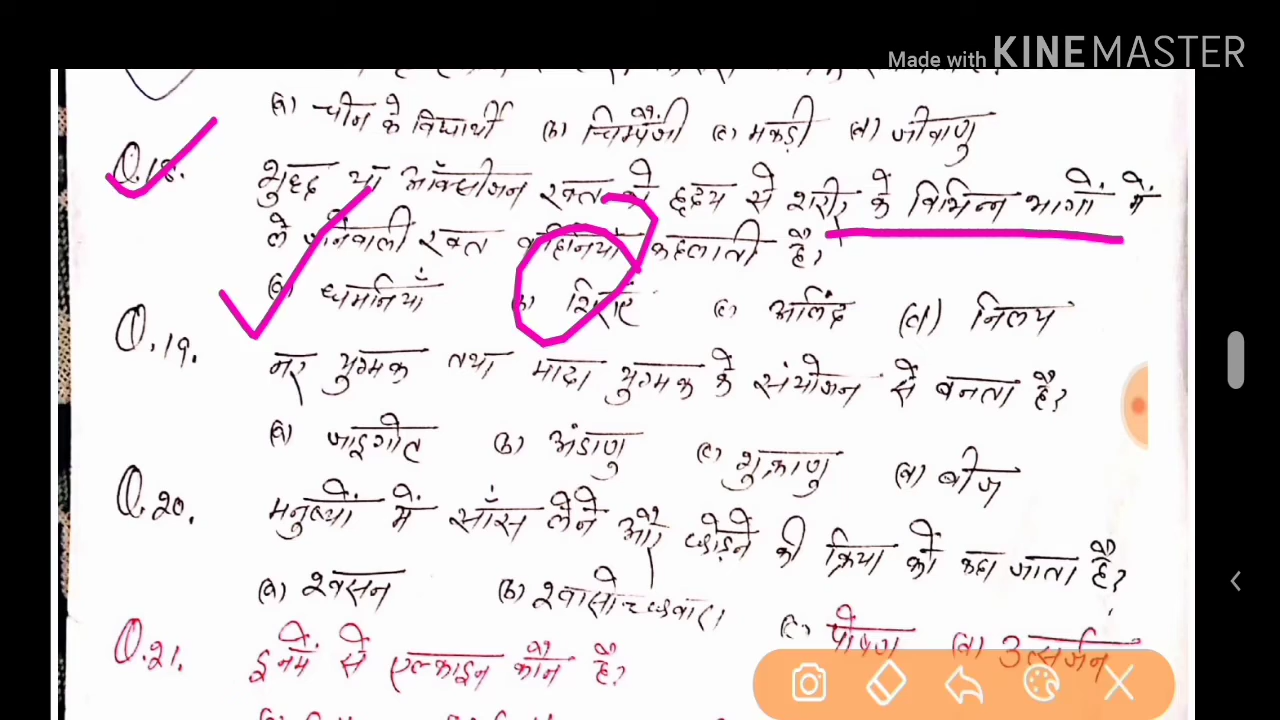 Made with KINEMASTER
(a) चीन के विद्यार्थी (b) चिम्पैंजी (c) मकड़ी (d) जीवाणु
Q.18. शुद्ध या ऑक्सीजन रक्त को हृदय से शरीर के विभिन्न भागों में
ले जानेवाली रक्त वाहिनियाँ कहलाती है?
(a) धमनियाँ (b) शिराएं (c) अलिंद (d) निलय
Q.19. नर युग्मक तथा मादा युग्मक के संयोजन से बनता है?
(a) जाइगोट (b) अंडाणु (c) शुक्राणु (d) बीज
Q.20. मनुष्यों में साँस लेने और छोड़ने की क्रिया को कहा जाता है?
(a) श्वसन (b) श्वासोच्छवास (c) पोषण (d) उत्सर्जन
Q.21. इनमें से एल्काइन कौन है?